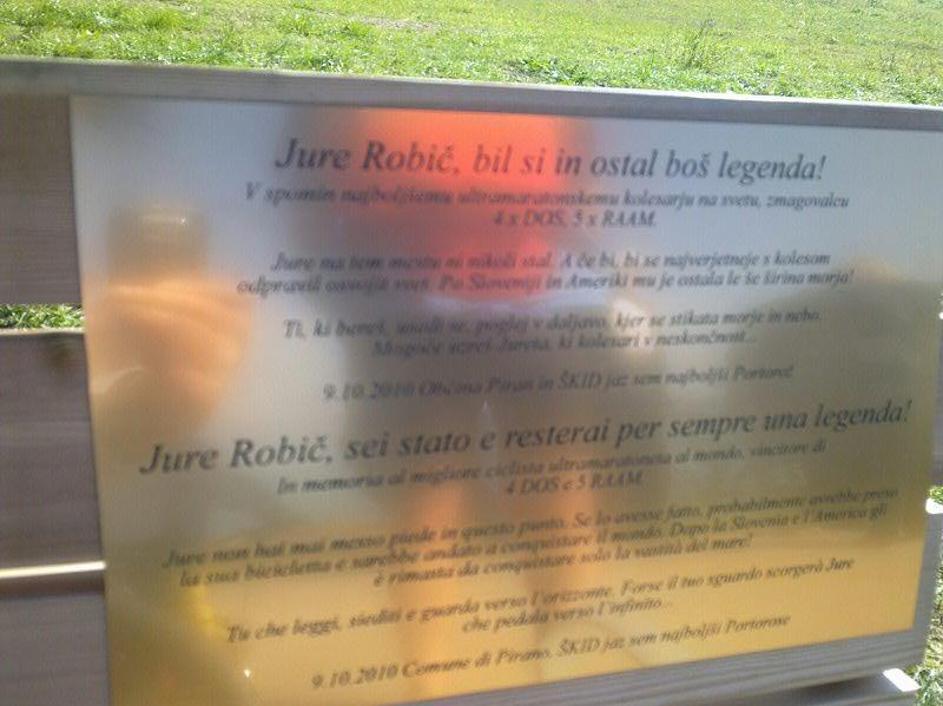 Jure Robič, bil si in ostal boš legenda!
V spomin najboljšemu ultramaratonskemu kolesarju na svetu, zmagovalcu
4 x DOS, 5 x RAAM.
Jure na tem mestu ni nikoli stal. A če bi, bi se najverjetneje s kolesom
odpravil osvojit svet. Po Sloveniji in Ameriki mu je ostala le še širina morja!
Ti, ki bereš, usedi se, poglej v daljavo, kjer se stikata morje in nebo.
Mogoče uzreš Jureta, ki kolesari v neskončnost...
9.10.2010 Občina Piran in ŠKID jaz sem najboljši Portorož
Jure Robič, sei stato e resterai per sempre una legenda!
In memoria al migliore ciclista ultramaratoneta al mondo, vincitore di
4 DOS e 5 RAAM.
Jure non hai mai messo piede in questo punto. Se lo avesse fatto, probabilmente avrebbe preso
la sua bicicletta e sarebbe andato a conquistare il mondo. Dopo la Slovenia e l'America gli
è rimasta da conquistare solo la vastità del mare!
Tu che leggi, siediti e guarda verso l'orizzonte. Forse il tuo sguardo scorgerà Jure
che pedala verso l'infinito...
9.10.2010 Comune di Pirano, ŠKID jaz sem najboljši Portorose